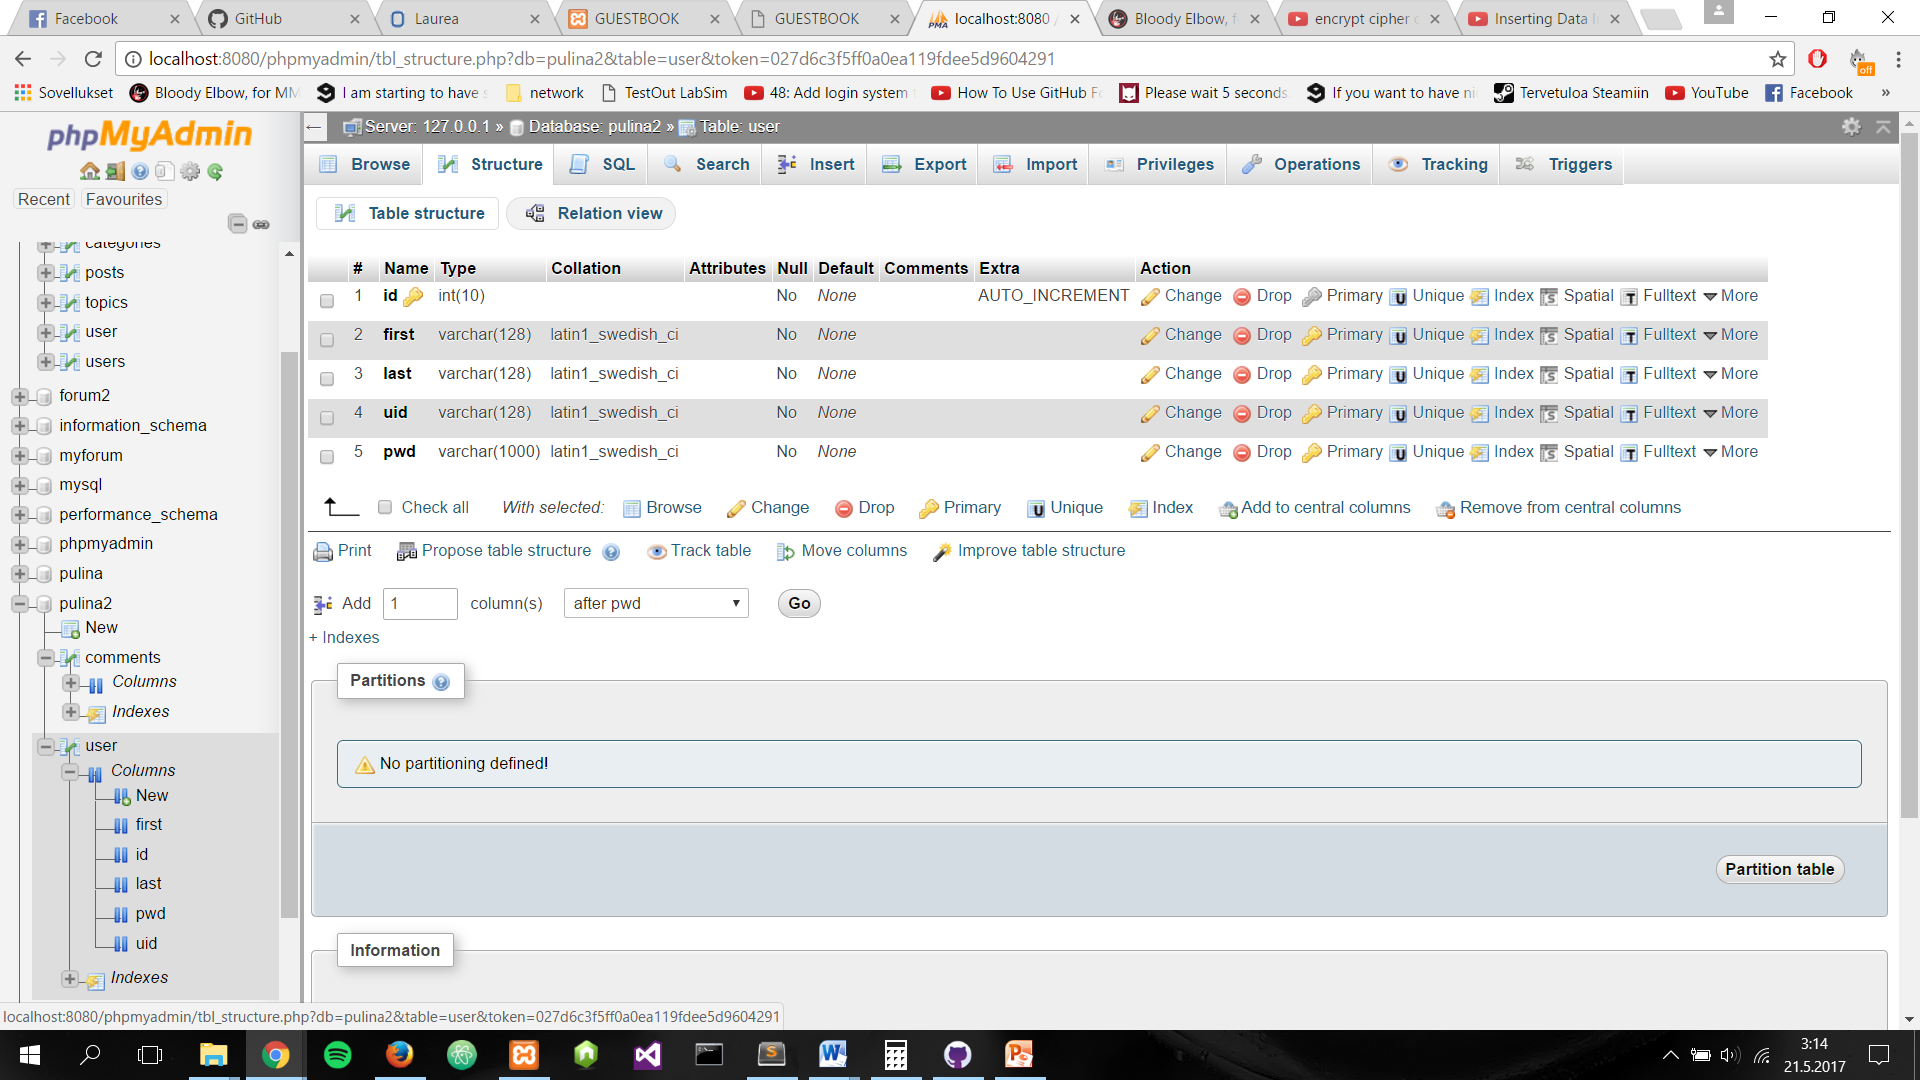 Facebook GitHub Laurea GUESTBOOK GUESTBOOK localhost:8080 / Bloody Elbow, f encrypt cipher Inserting Data I
localhost:8080/phpmyadmin/tbl_structure.php?db=pulina2&table=user&token=027d6c3f5ff0a0ea119fdee5d9604291
off
Sovellukset Bloody Elbow, for MM I am starting to have s network TestOut LabSim 48: Add login system How To Use GitHub F Please wait 5 seconds If you want to have ni Tervetuloa Steamiin YouTube Facebook »
phpMyAdmin
Recent Favourites
categories
posts
topics
user
users
forum2
information_schema
myforum
mysql
performance_schema
phpmyadmin
pulina
pulina2
New
comments
Columns
Indexes
user
Columns
New
first
id
last
pwd
uid
Indexes
Server: 127.0.0.1 » Database: pulina2 » Table: user
Browse Structure SQL Search Insert Export Import Privileges Operations Tracking Triggers
Table structure Relation view
# Name Type Collation Attributes Null Default Comments Extra Action
1 id int(10) No None AUTO_INCREMENT Change Drop Primary Unique Index Spatial Fulltext More
2 first varchar(128) latin1_swedish_ci No None Change Drop Primary Unique Index Spatial Fulltext More
3 last varchar(128) latin1_swedish_ci No None Change Drop Primary Unique Index Spatial Fulltext More
4 uid varchar(128) latin1_swedish_ci No None Change Drop Primary Unique Index Spatial Fulltext More
5 pwd varchar(1000) latin1_swedish_ci No None Change Drop Primary Unique Index Spatial Fulltext More
Check all With selected: Browse Change Drop Primary Unique Index Add to central columns Remove from central columns
Print Propose table structure Track table Move columns Improve table structure
Add 1 column(s) after pwd Go
+ Indexes
Partitions
No partitioning defined!
Partition table
Information
localhost:8080/phpmyadmin/tbl_structure.php?db=pulina2&table=user&token=027d6c3f5ff0a0ea119fdee5d9604291
3:14
21.5.2017